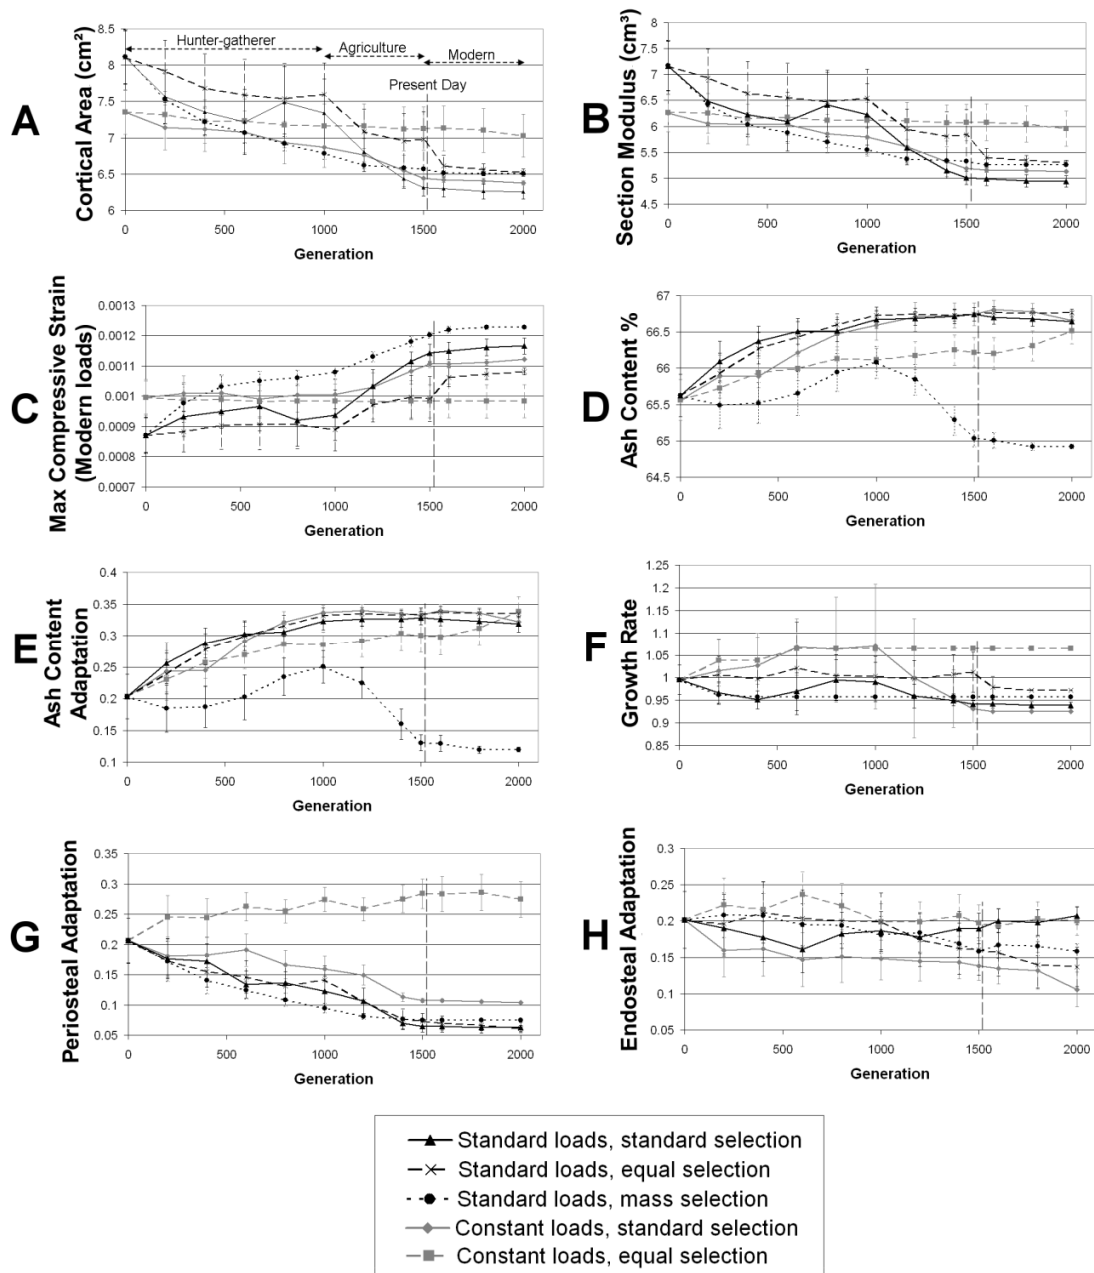 A
Cortical Area (cm²)
8.5
8
7.5
7
6.5
6
Hunter-gatherer
Agriculture
Modern
Present Day
0
500
1000
1500
2000
Generation
B
Section Modulus (cm³)
8
7.5
7
6.5
6
5.5
5
4.5
0
500
1000
1500
2000
Generation
C
Max Compressive Strain
(Modern loads)
0.0013
0.0012
0.0011
0.001
0.0009
0.0008
0.0007
0
500
1000
1500
2000
Generation
D
Ash Content %
67
66.5
66
65.5
65
64.5
0
500
1000
1500
2000
Generation
E
Ash Content
Adaptation
0.4
0.35
0.3
0.25
0.2
0.15
0.1
0
500
1000
1500
2000
Generation
F
Growth Rate
1.25
1.2
1.15
1.1
1.05
1
0.95
0.9
0.85
0
500
1000
1500
2000
Generation
G
Periosteal Adaptation
0.35
0.3
0.25
0.2
0.15
0.1
0.05
0
500
1000
1500
2000
Generation
H
Endosteal Adaptation
0.3
0.25
0.2
0.15
0.1
0.05
0
500
1000
1500
2000
Generation
Standard loads, standard selection
Standard loads, equal selection
Standard loads, mass selection
Constant loads, standard selection
Constant loads, equal selection